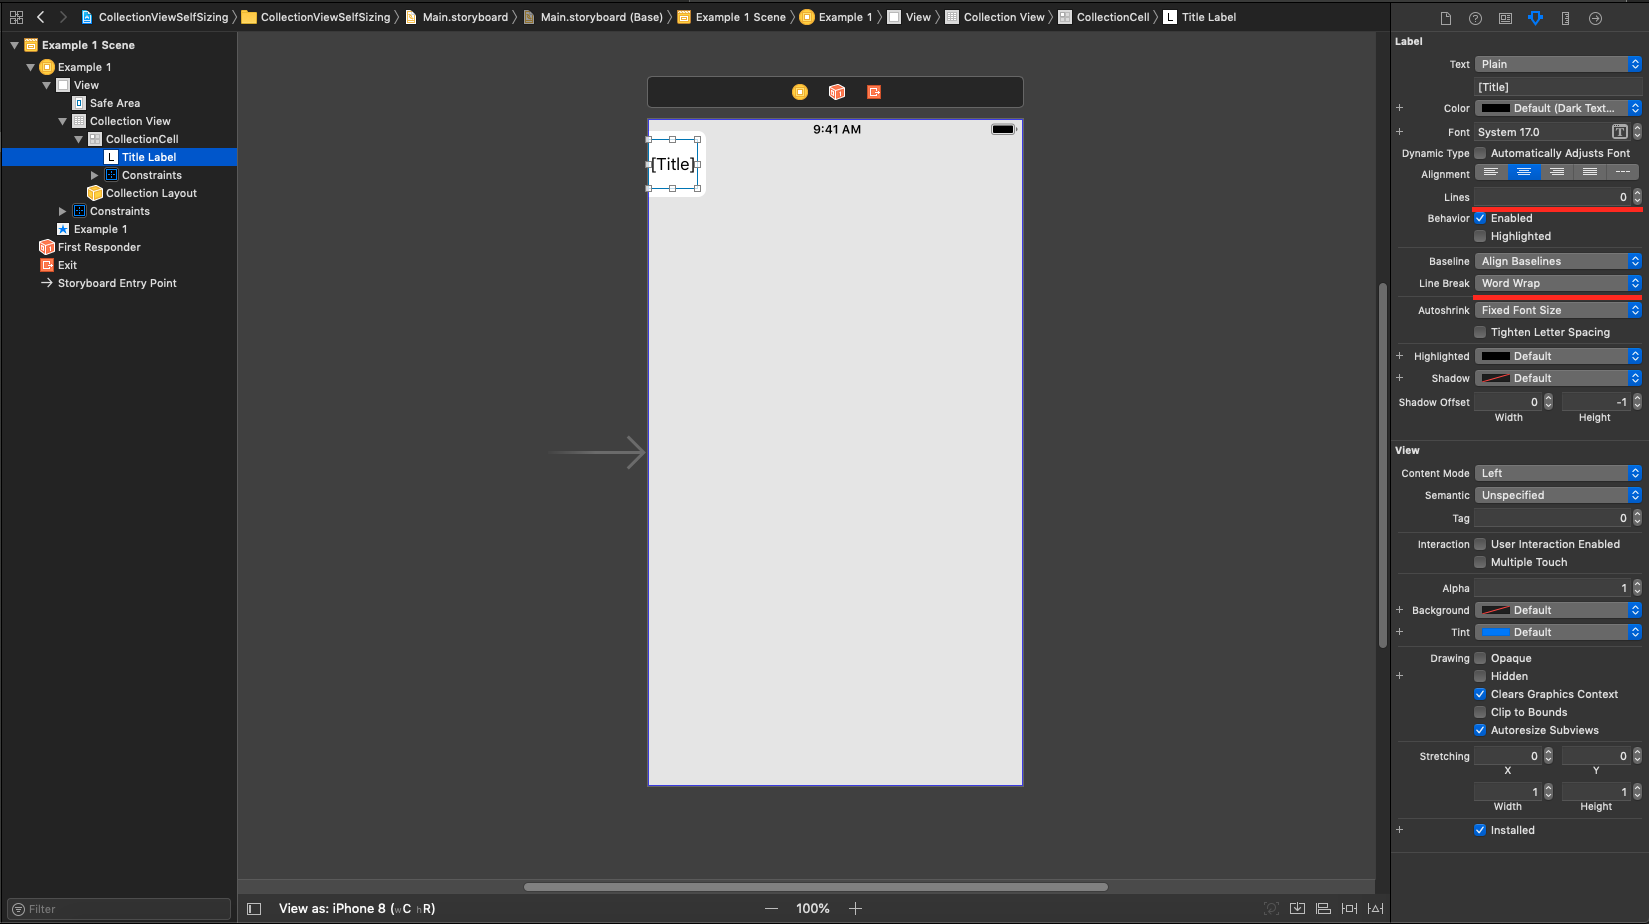 CollectionViewSelfSizing CollectionViewSelfSizing Main.storyboard Main.storyboard (Base) Example 1 Scene Example 1 View Collection View CollectionCell L Title Label
Example 1 Scene
Example 1
View
Safe Area
Collection View
CollectionCell
L Title Label
Constraints
Collection Layout
Constraints
Example 1
First Responder
Exit
Storyboard Entry Point
Filter
9:41 AM
[Title]
View as: iPhone 8 (wC hR)
100%
Label
Text Plain
[Title]
Color Default (Dark Text...
Font System 17.0 T
Dynamic Type Automatically Adjusts Font
Alignment
Lines 0
Behavior Enabled
Highlighted
Baseline Align Baselines
Line Break Word Wrap
Autoshrink Fixed Font Size
Tighten Letter Spacing
Highlighted Default
Shadow Default
Shadow Offset 0 -1
Width Height
View
Content Mode Left
Semantic Unspecified
Tag 0
Interaction User Interaction Enabled
Multiple Touch
Alpha 1
Background Default
Tint Default
Drawing Opaque
Hidden
Clears Graphics Context
Clip to Bounds
Autoresize Subviews
Stretching 0 0
X Y
1 1
Width Height
Installed